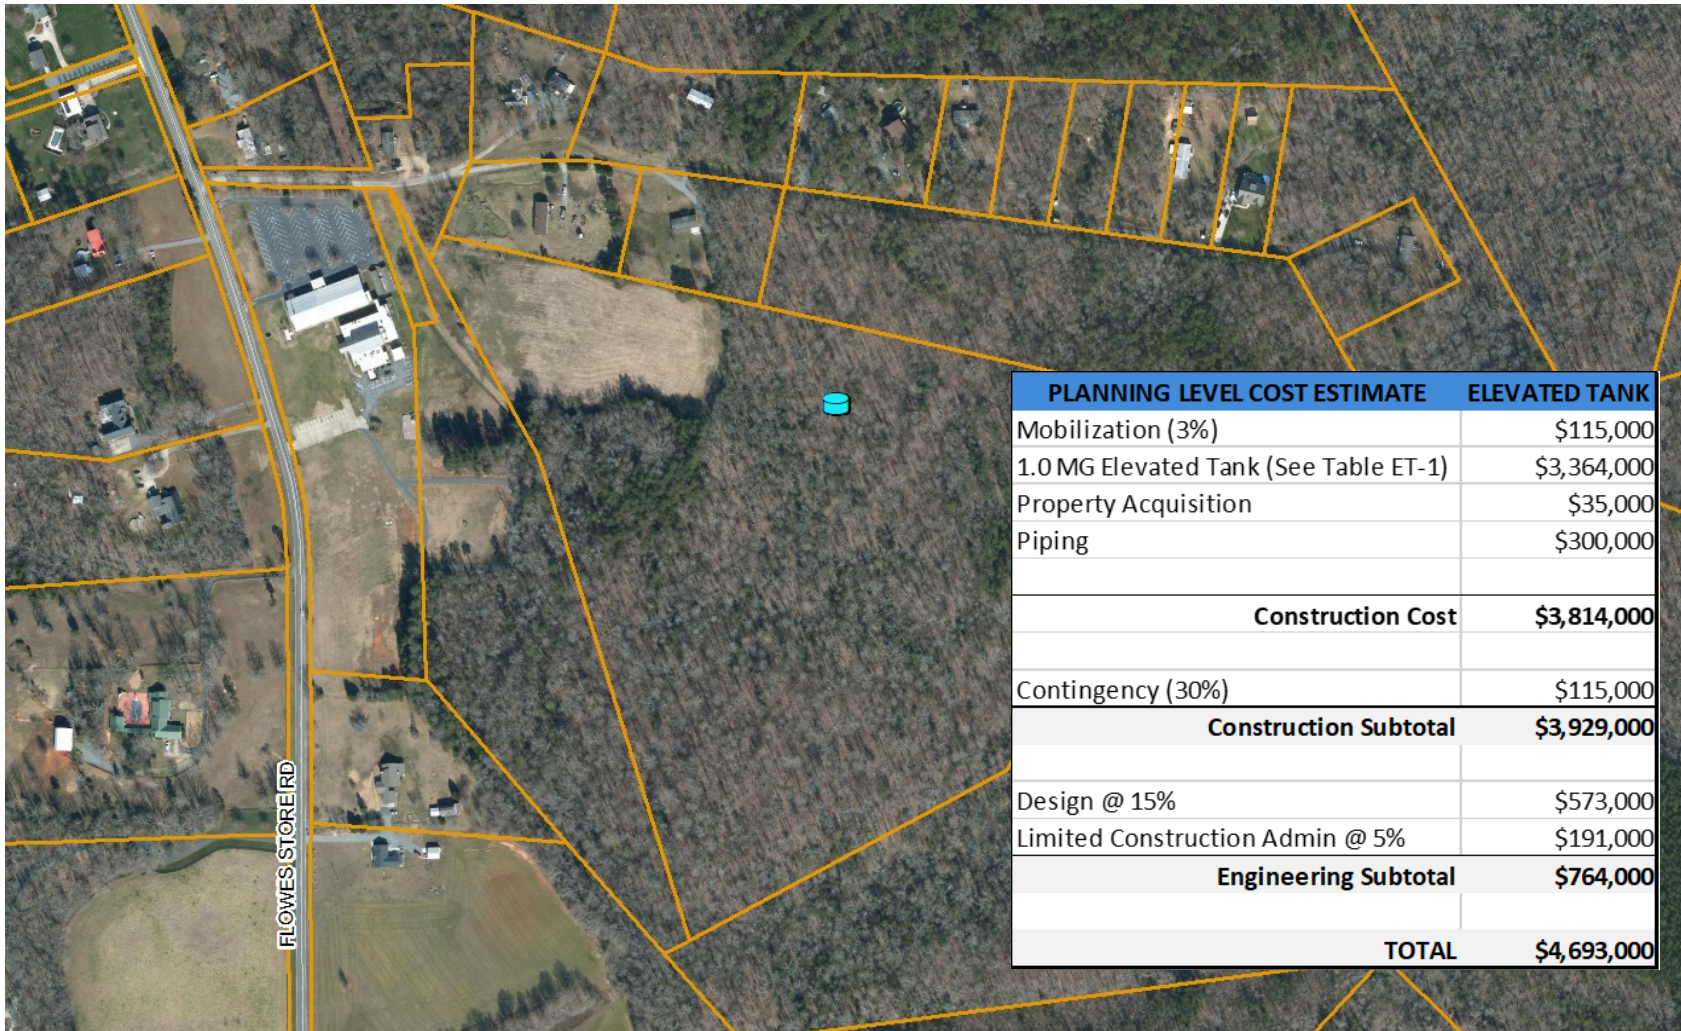 PLANNING LEVEL COST ESTIMATE ELEVATED TANK
Mobilization (3%) $115,000
1.0 MG Elevated Tank (See Table ET-1) $3,364,000
Property Acquisition $35,000
Piping $300,000
Construction Cost $3,814,000
Contingency (30%) $115,000
Construction Subtotal $3,929,000
Design @ 15% $573,000
Limited Construction Admin @ 5% $191,000
Engineering Subtotal $764,000
TOTAL $4,693,000
FLOWES STORE RD